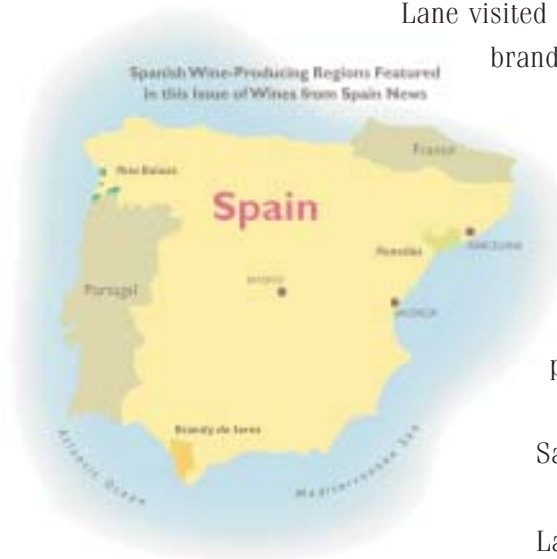 Lane visited
brand
Spanish Wine-Producing Regions Featured
in this Issue of Wines from Spain News
France
Rías Baixas
Spain
BARCELONA
Penedès
MADRID
Portugal
VALENCIA
p
Brandy de Jerez
Sa
Atlantic Ocean
Mediterranean Sea
La